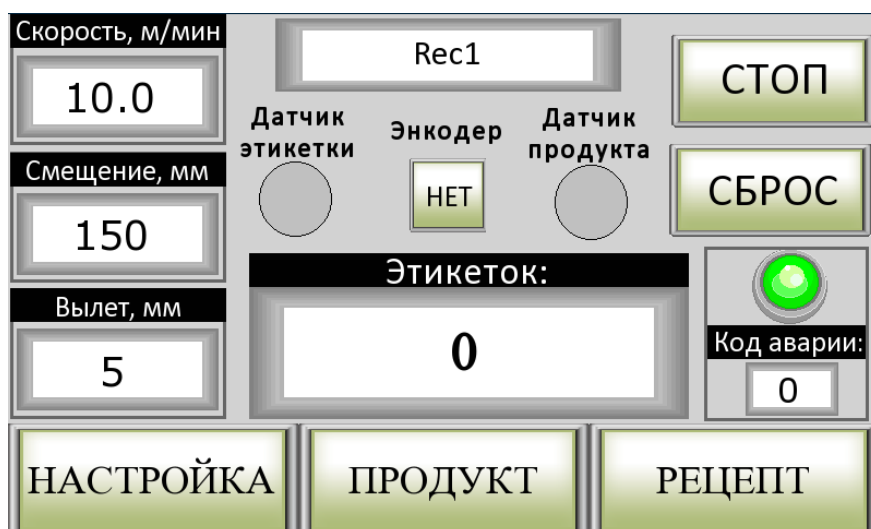 Скорость, м/мин
10.0
Смещение, мм
150
Вылет, мм
5
Rec1
Датчик
этикетки
Энкодер
НЕТ
Датчик
продукта
Этикеток:
0
СТОП
СБРОС
Код аварии:
0
НАСТРОЙКА
ПРОДУКТ
РЕЦЕПТ